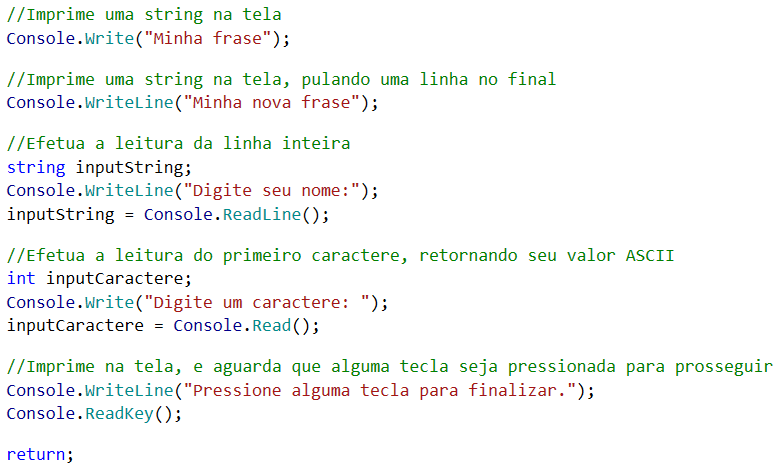 //Imprime uma string na tela
Console.Write("Minha frase");
//Imprime uma string na tela, pulando uma linha no final
Console.WriteLine("Minha nova frase");
//Efetua a leitura da linha inteira
string inputString;
Console.WriteLine("Digite seu nome:");
inputString = Console.ReadLine();
//Efetua a leitura do primeiro caractere, retornando seu valor ASCII
int inputCaractere;
Console.Write("Digite um caractere: ");
inputCaractere = Console.Read();
//Imprime na tela, e aguarda que alguma tecla seja pressionada para prosseguir
Console.WriteLine("Pressione alguma tecla para finalizar.");
Console.ReadKey();
return;